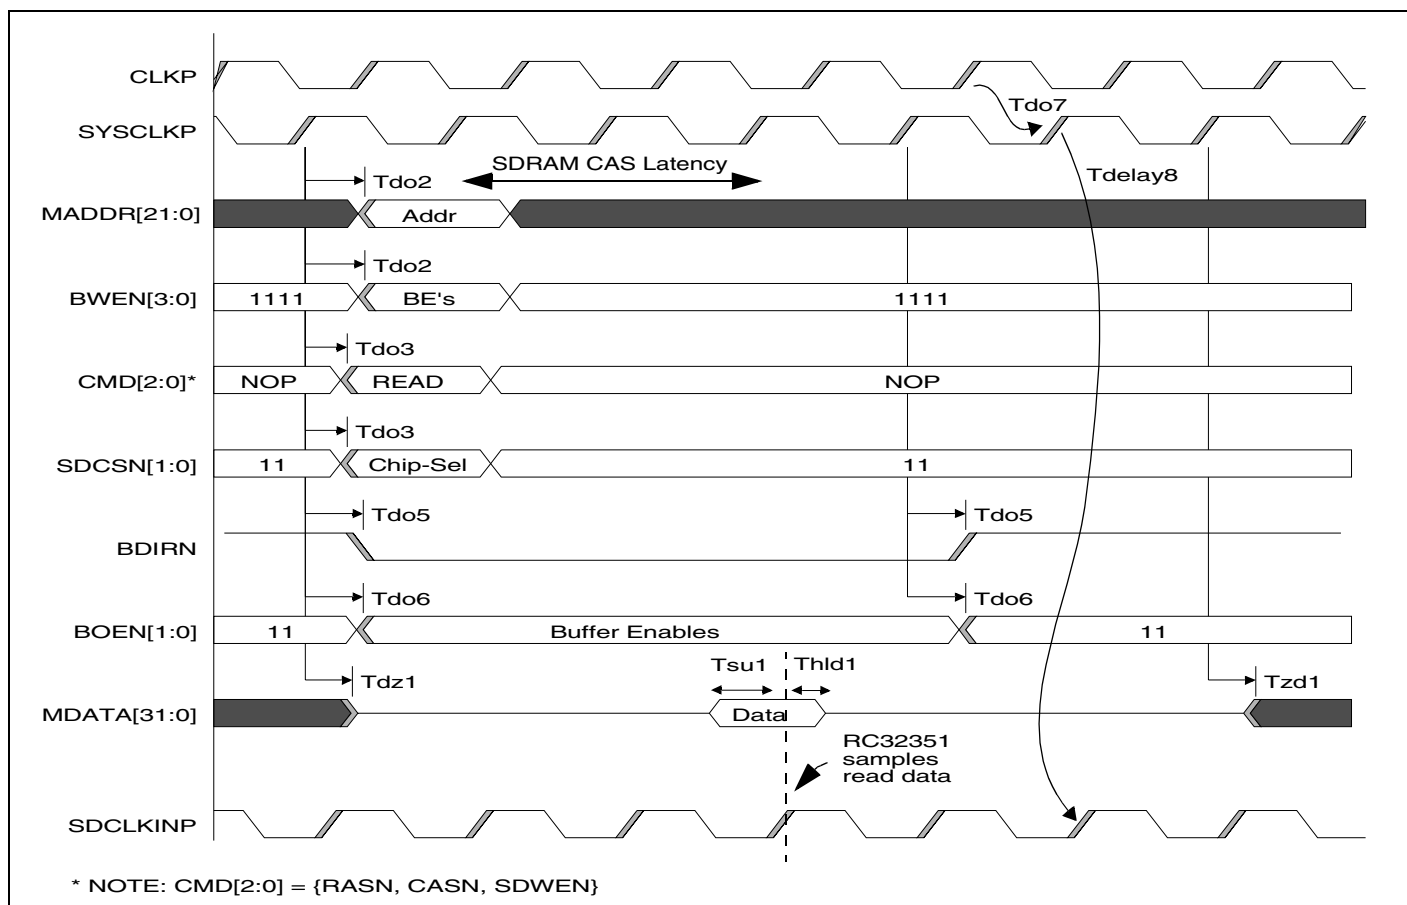 CLKP
Tdo7
SYSCLKP
SDRAM CAS Latency
Tdo2
Tdelay8
MADDR[21:0]
Addr
Tdo2
BWEN[3:0]
1111
BE's
1111
Tdo3
CMD[2:0]*
NOP
READ
NOP
Tdo3
SDCSN[1:0]
11
Chip-Sel
11
Tdo5
Tdo5
BDIRN
Tdo6
Tdo6
BOEN[1:0]
11
Buffer Enables
11
Tsu1
Thld1
Tdz1
Tzd1
MDATA[31:0]
Data
RC32351
samples
read data
SDCLKINP
* NOTE: CMD[2:0] = {RASN, CASN, SDWEN}